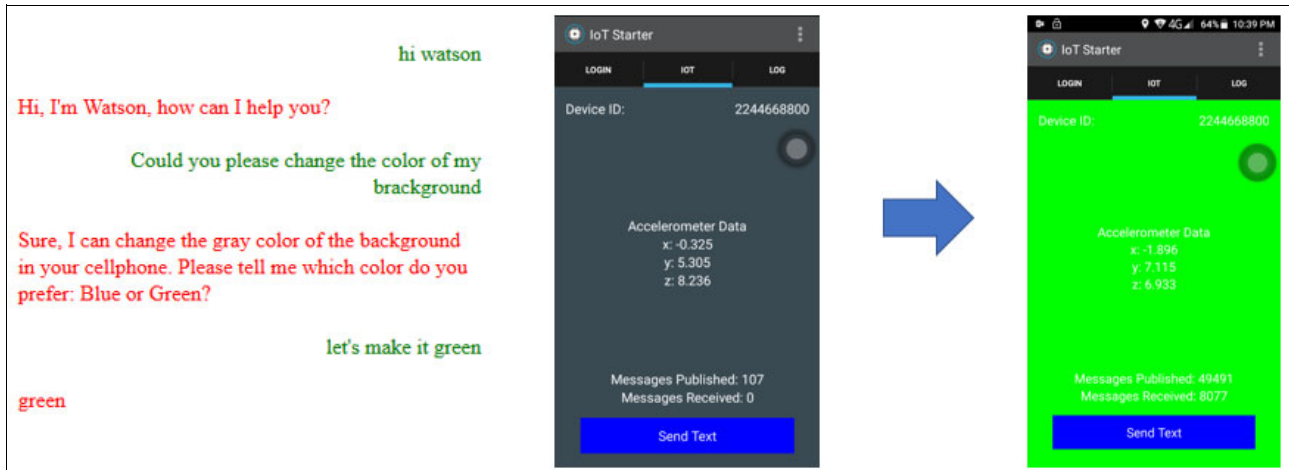 hi watson
Hi, I'm Watson, how can I help you?
Could you please change the color of my
brackground
Sure, I can change the gray color of the background
in your cellphone. Please tell me which color do you
prefer: Blue or Green?
let's make it green
green
IoT Starter
LOGIN IOT LOG
Device ID: 2244668800
Accelerometer Data
x: -0.325
y: 5.305
z: 8.236
Messages Published: 107
Messages Received: 0
Send Text
4G 64% 10:39 PM
IoT Starter
LOGIN IOT LOG
Device ID: 2244668800
Accelerometer Data
x: -1.896
y: 7.115
z: 6.933
Messages Published: 49491
Messages Received: 8077
Send Text